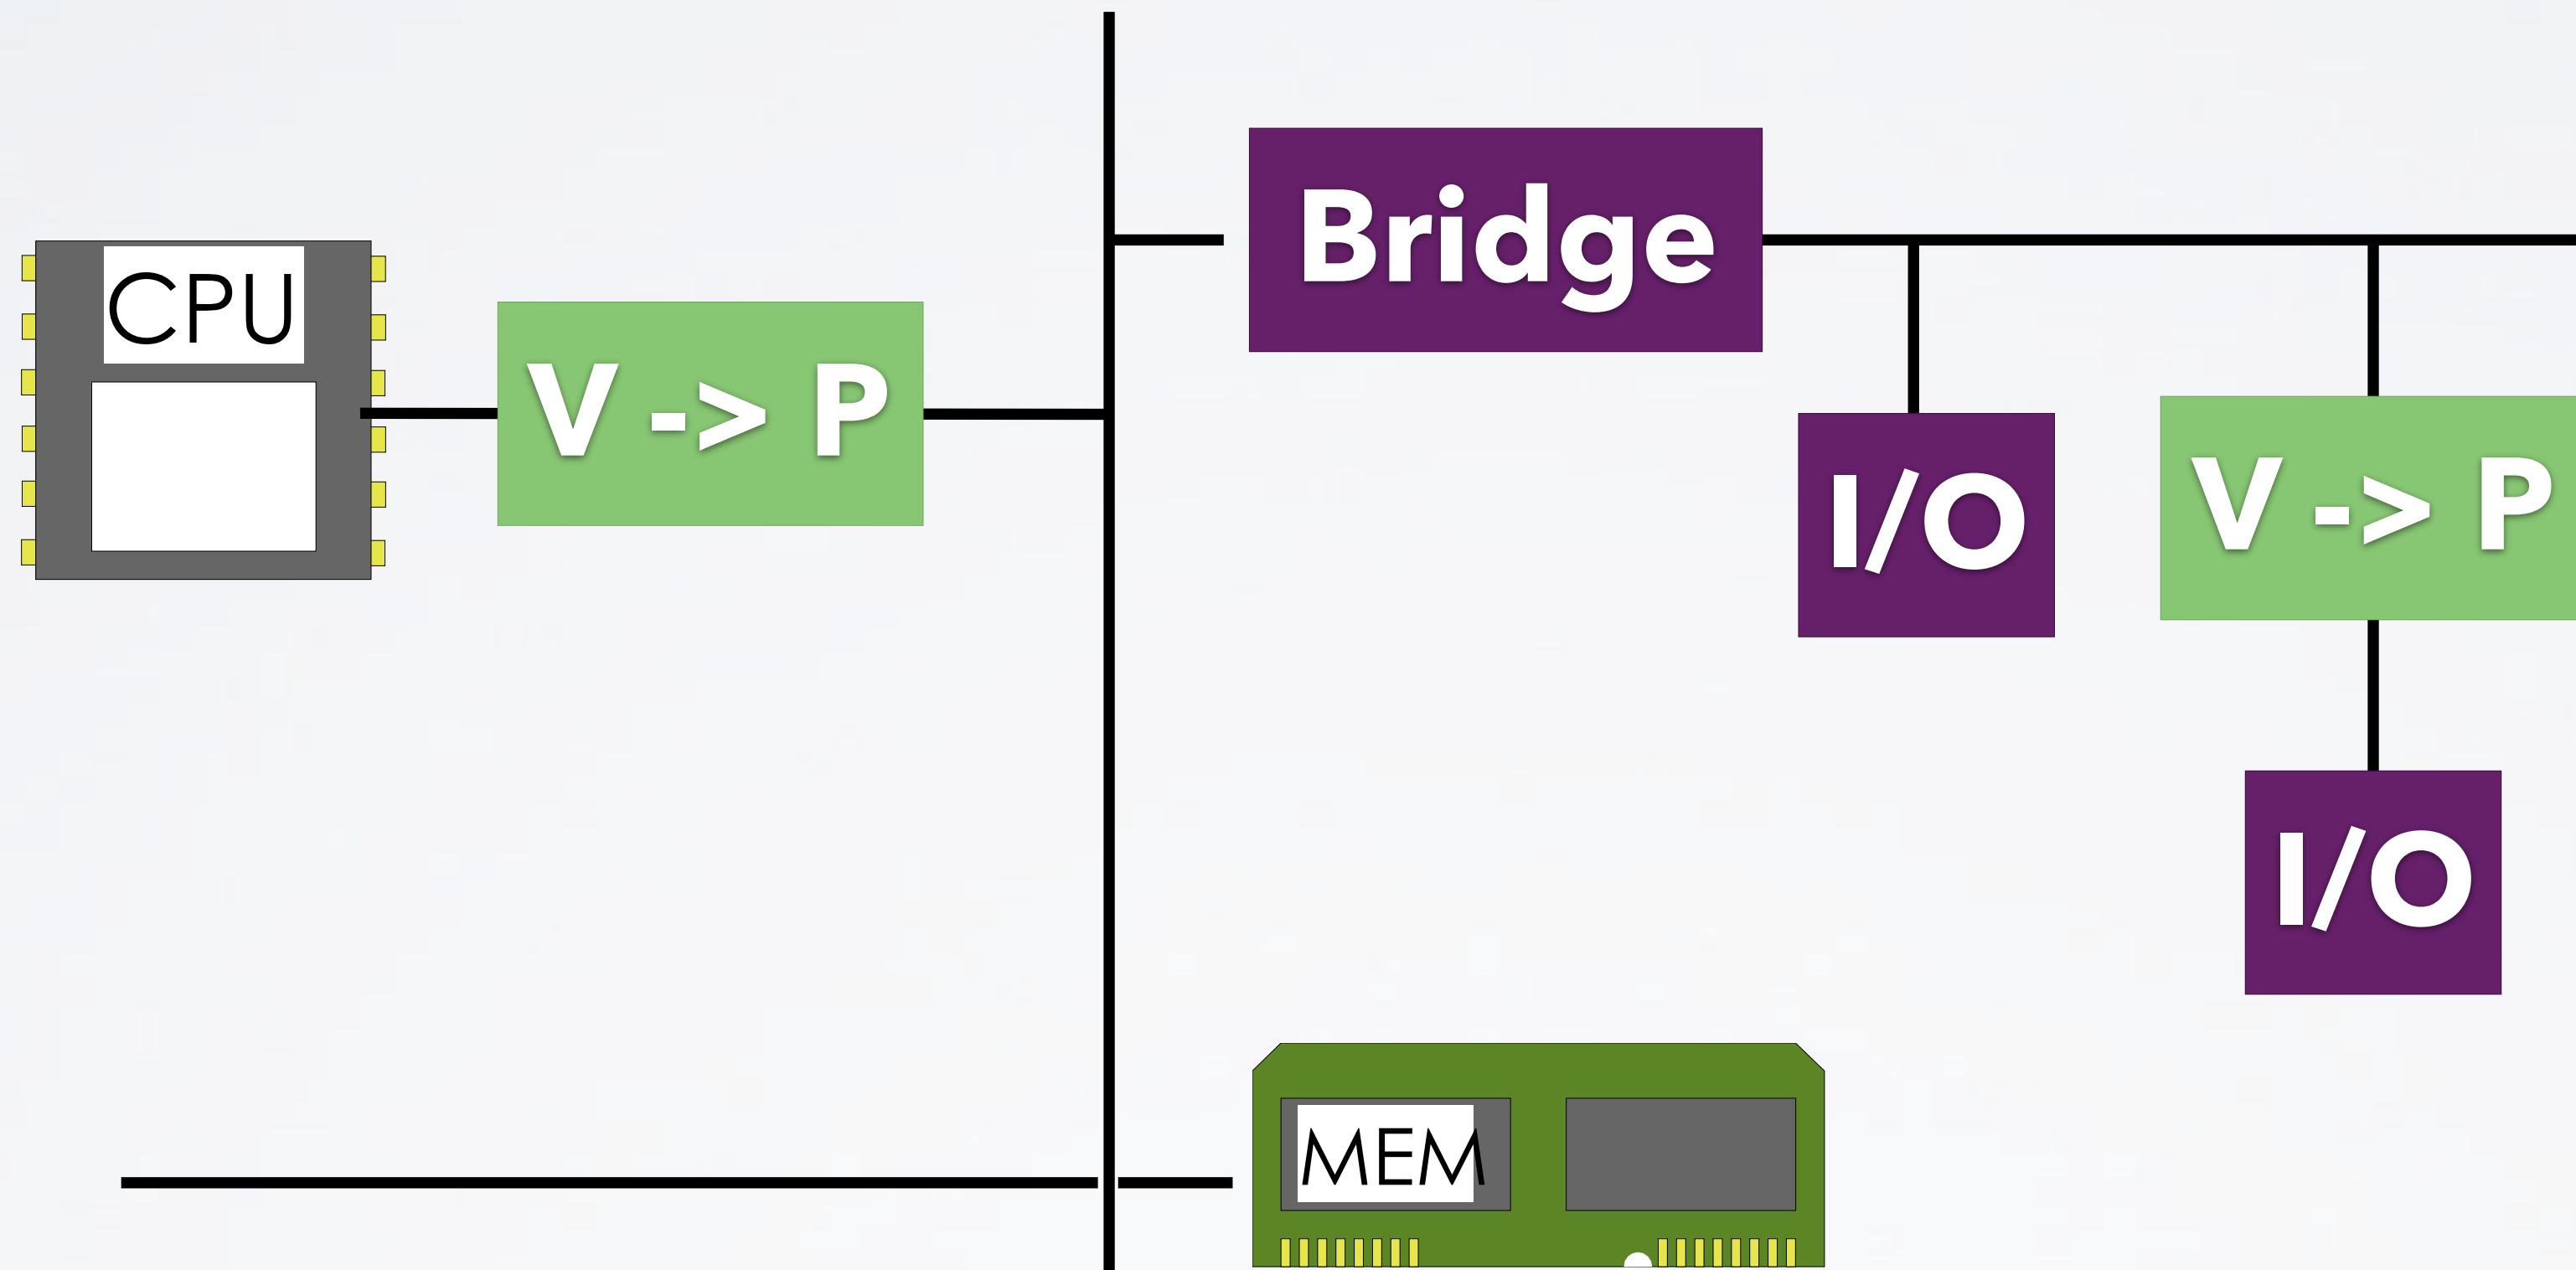 Bridge
CPU
V -> P
I/O
V -> P
I/O
MEM